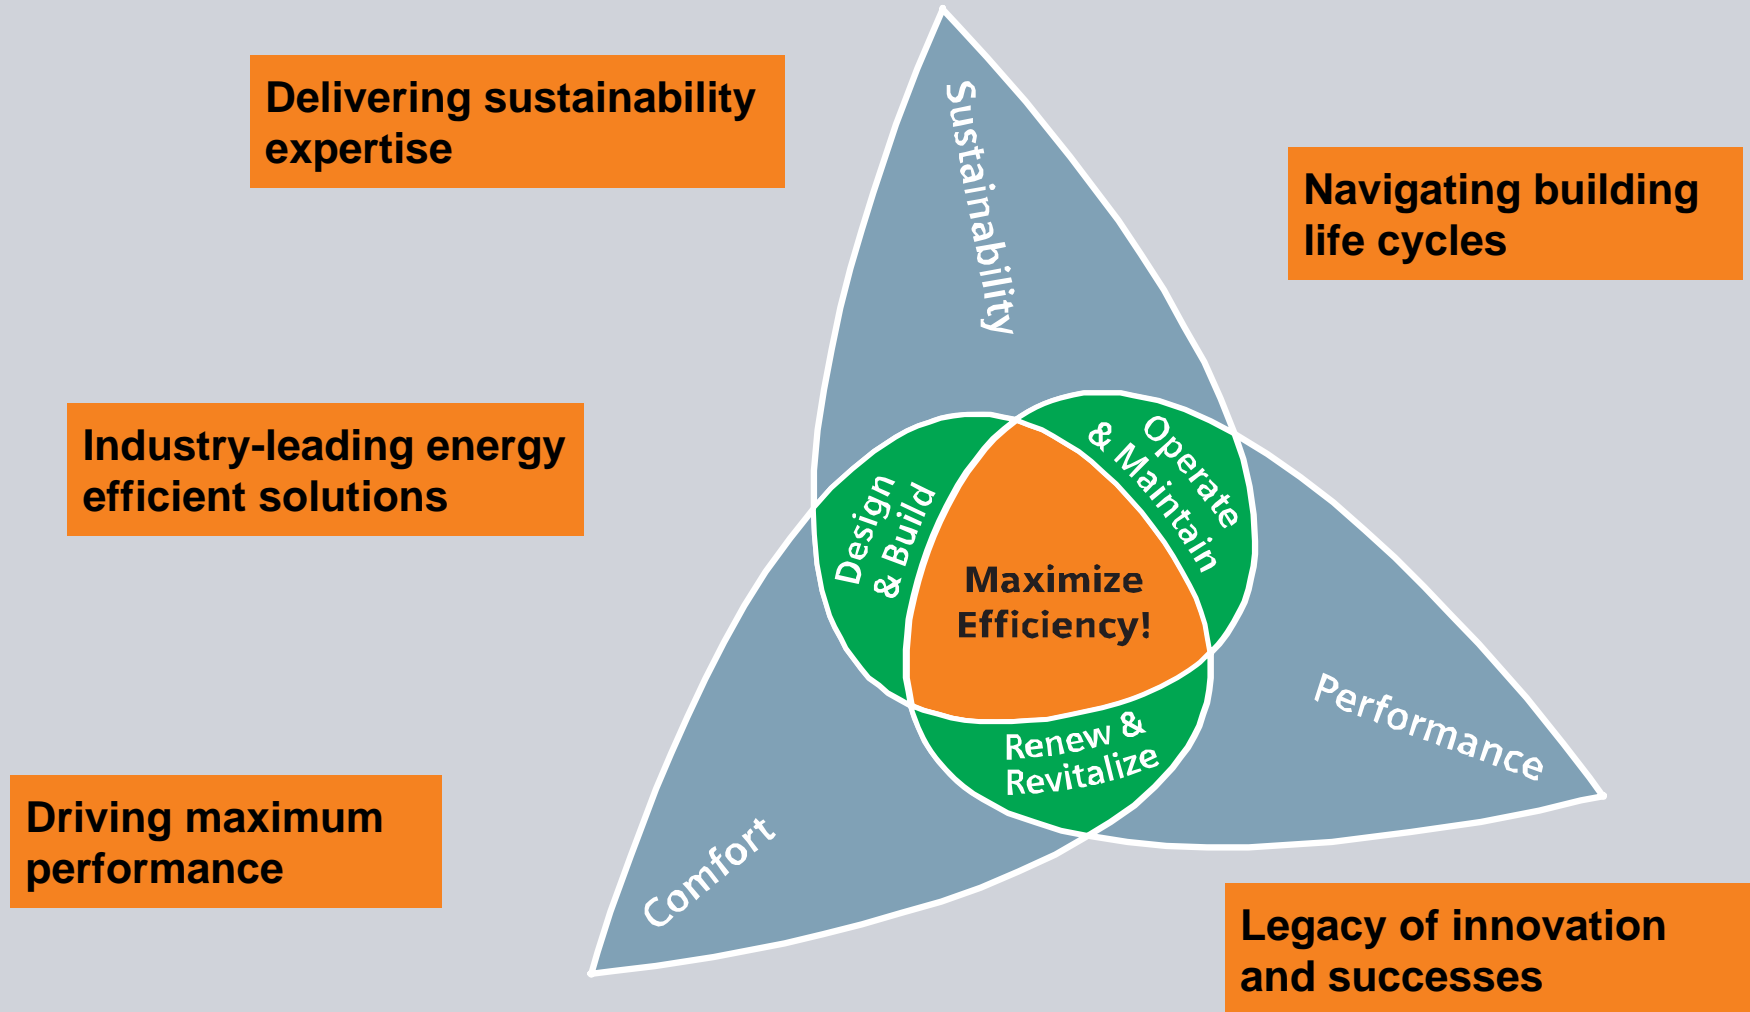 Delivering sustainability
expertise
Sustainability
Navigating building
life cycles
Industry-leading energy
efficient solutions
Design
& Build
Operate
& Maintain
Maximize
Efficiency!
Renew &
Revitalize
Performance
Driving maximum
performance
Comfort
Legacy of innovation
and successes